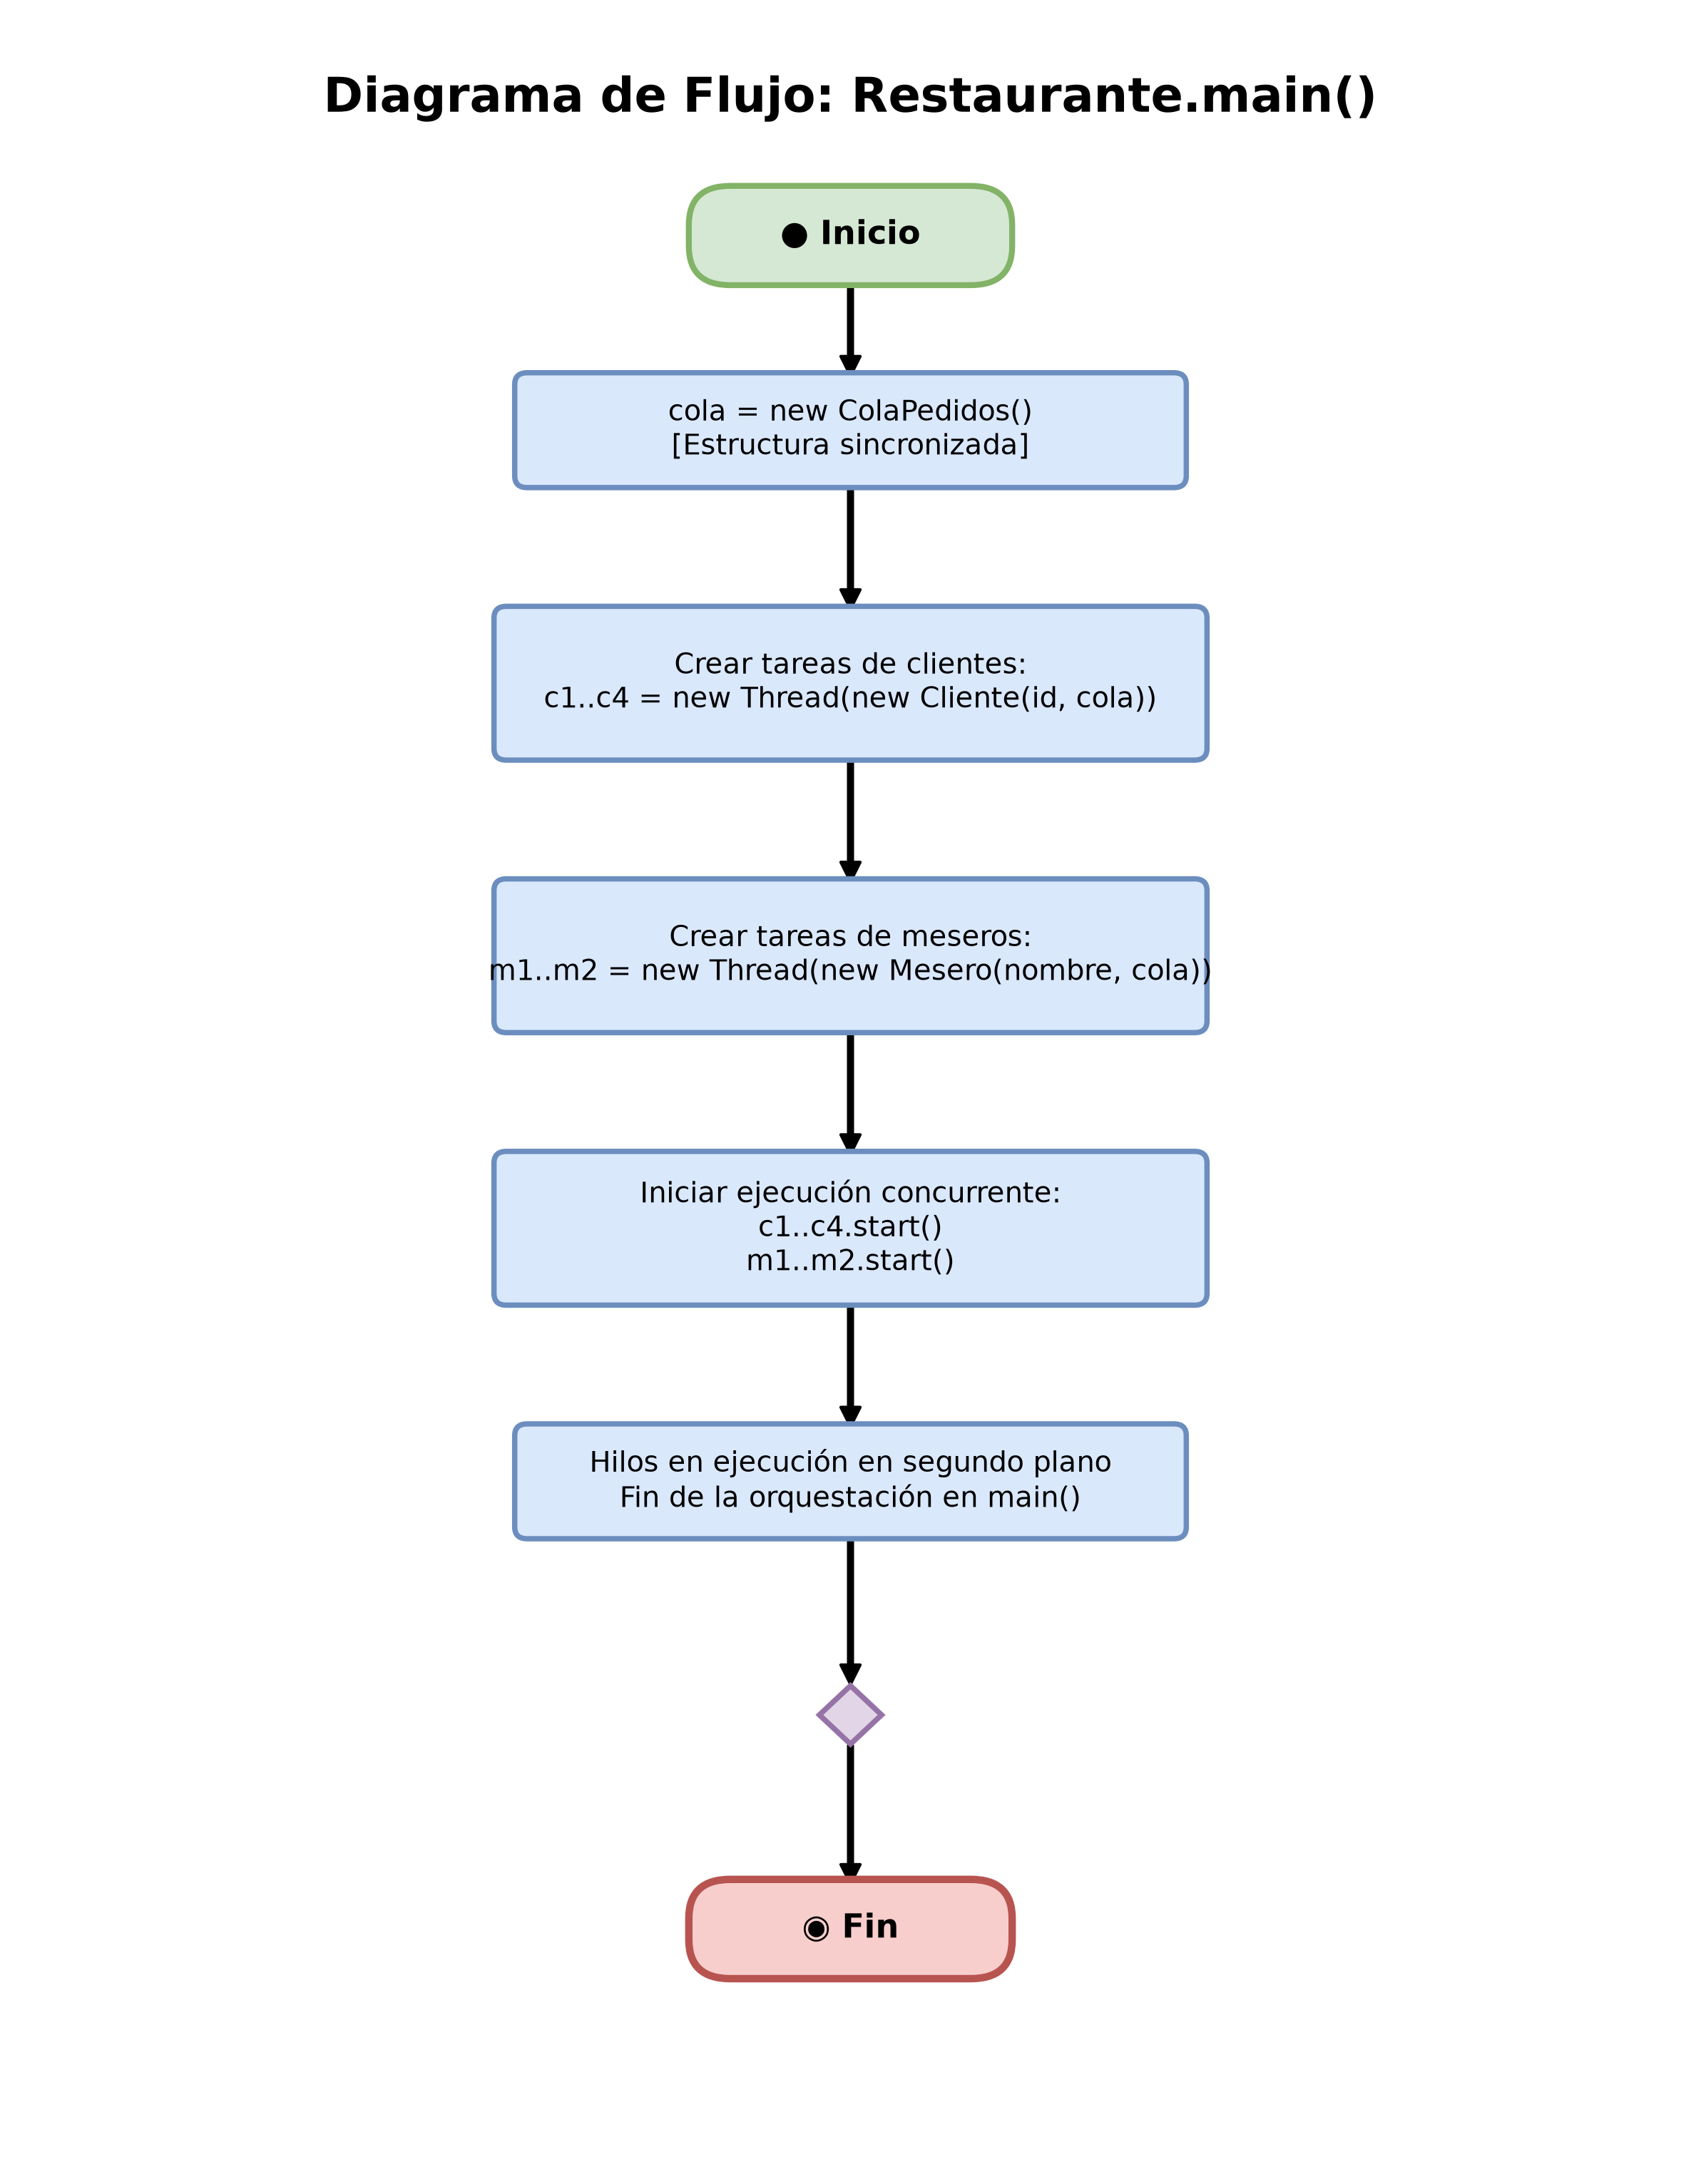 Diagrama de Flujo: Restaurante.main()
● Inicio
cola = new ColaPedidos()
[Estructura sincronizada]
Crear tareas de clientes:
c1..c4 = new Thread(new Cliente(id, cola))
Crear tareas de meseros:
m1..m2 = new Thread(new Mesero(nombre, cola))
Iniciar ejecución concurrente:
c1..c4.start()
m1..m2.start()
Hilos en ejecución en segundo plano
Fin de la orquestación en main()
◉ Fin